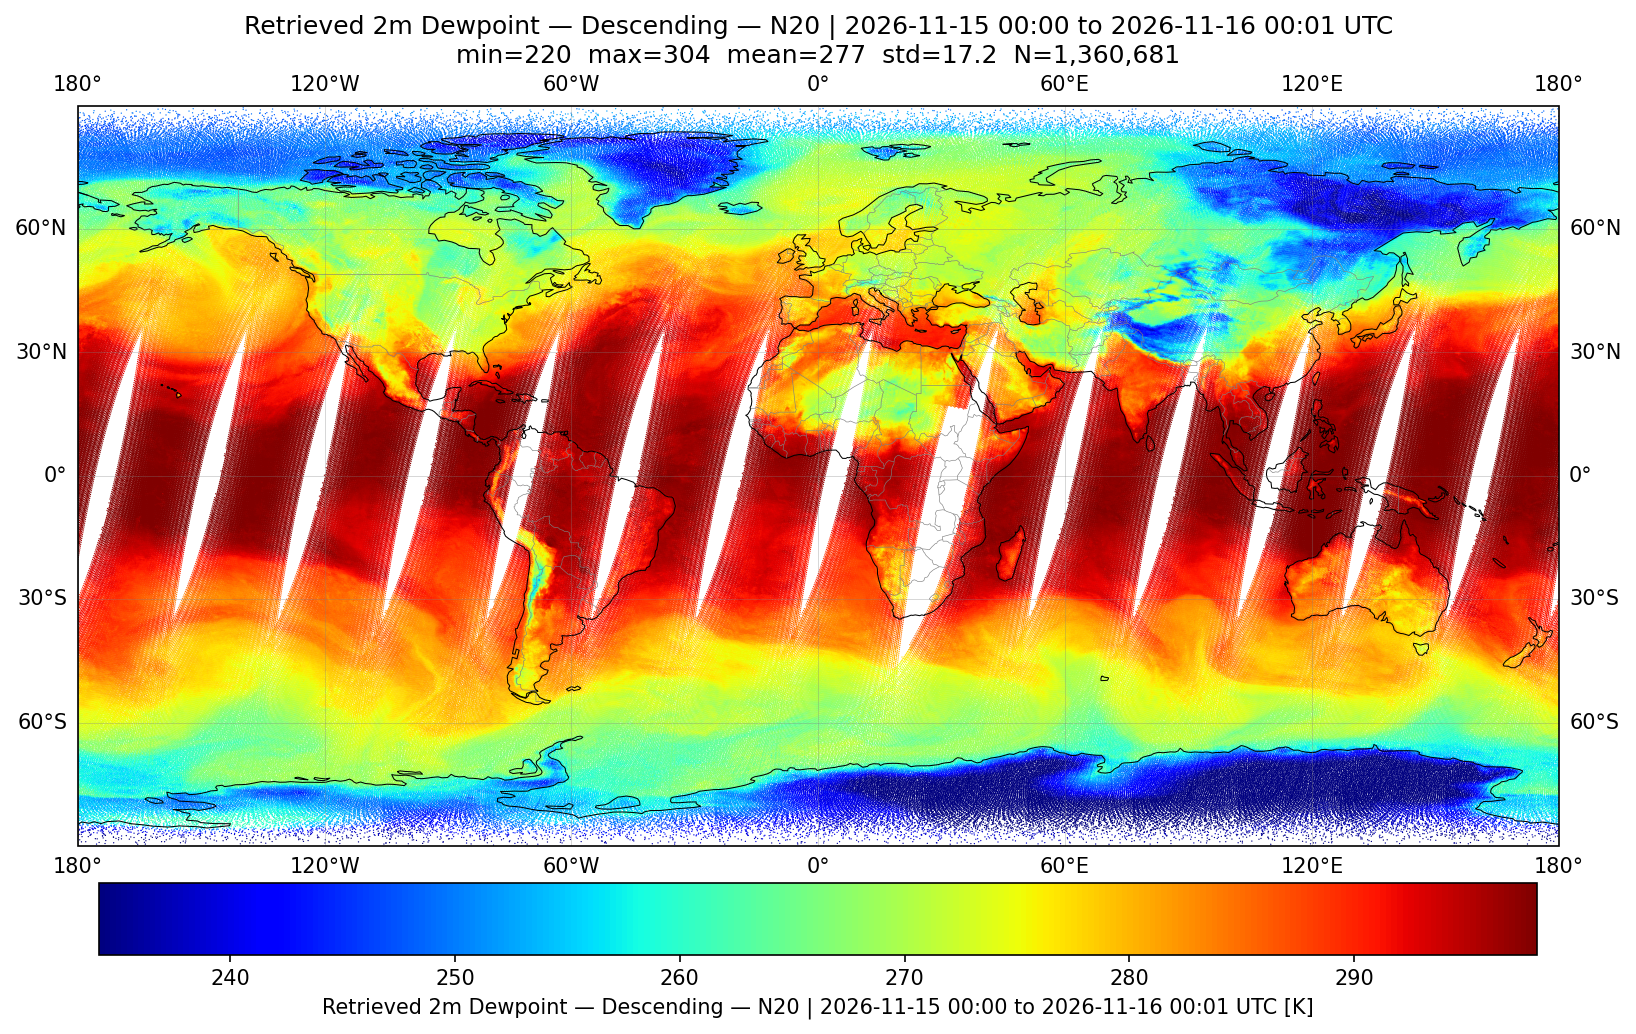 Retrieved 2m Dewpoint — Descending — N20 | 2026-11-15 00:00 to 2026-11-16 00:01 UTC
min=220 max=304 mean=277 std=17.2 N=1,360,681
180° 120°W 60°W 0° 60°E 120°E 180°
60°N 60°N
30°N 30°N
0° 0°
30°S 30°S
60°S 60°S
180° 120°W 60°W 0° 60°E 120°E 180°
240 250 260 270 280 290
Retrieved 2m Dewpoint — Descending — N20 | 2026-11-15 00:00 to 2026-11-16 00:01 UTC [K]